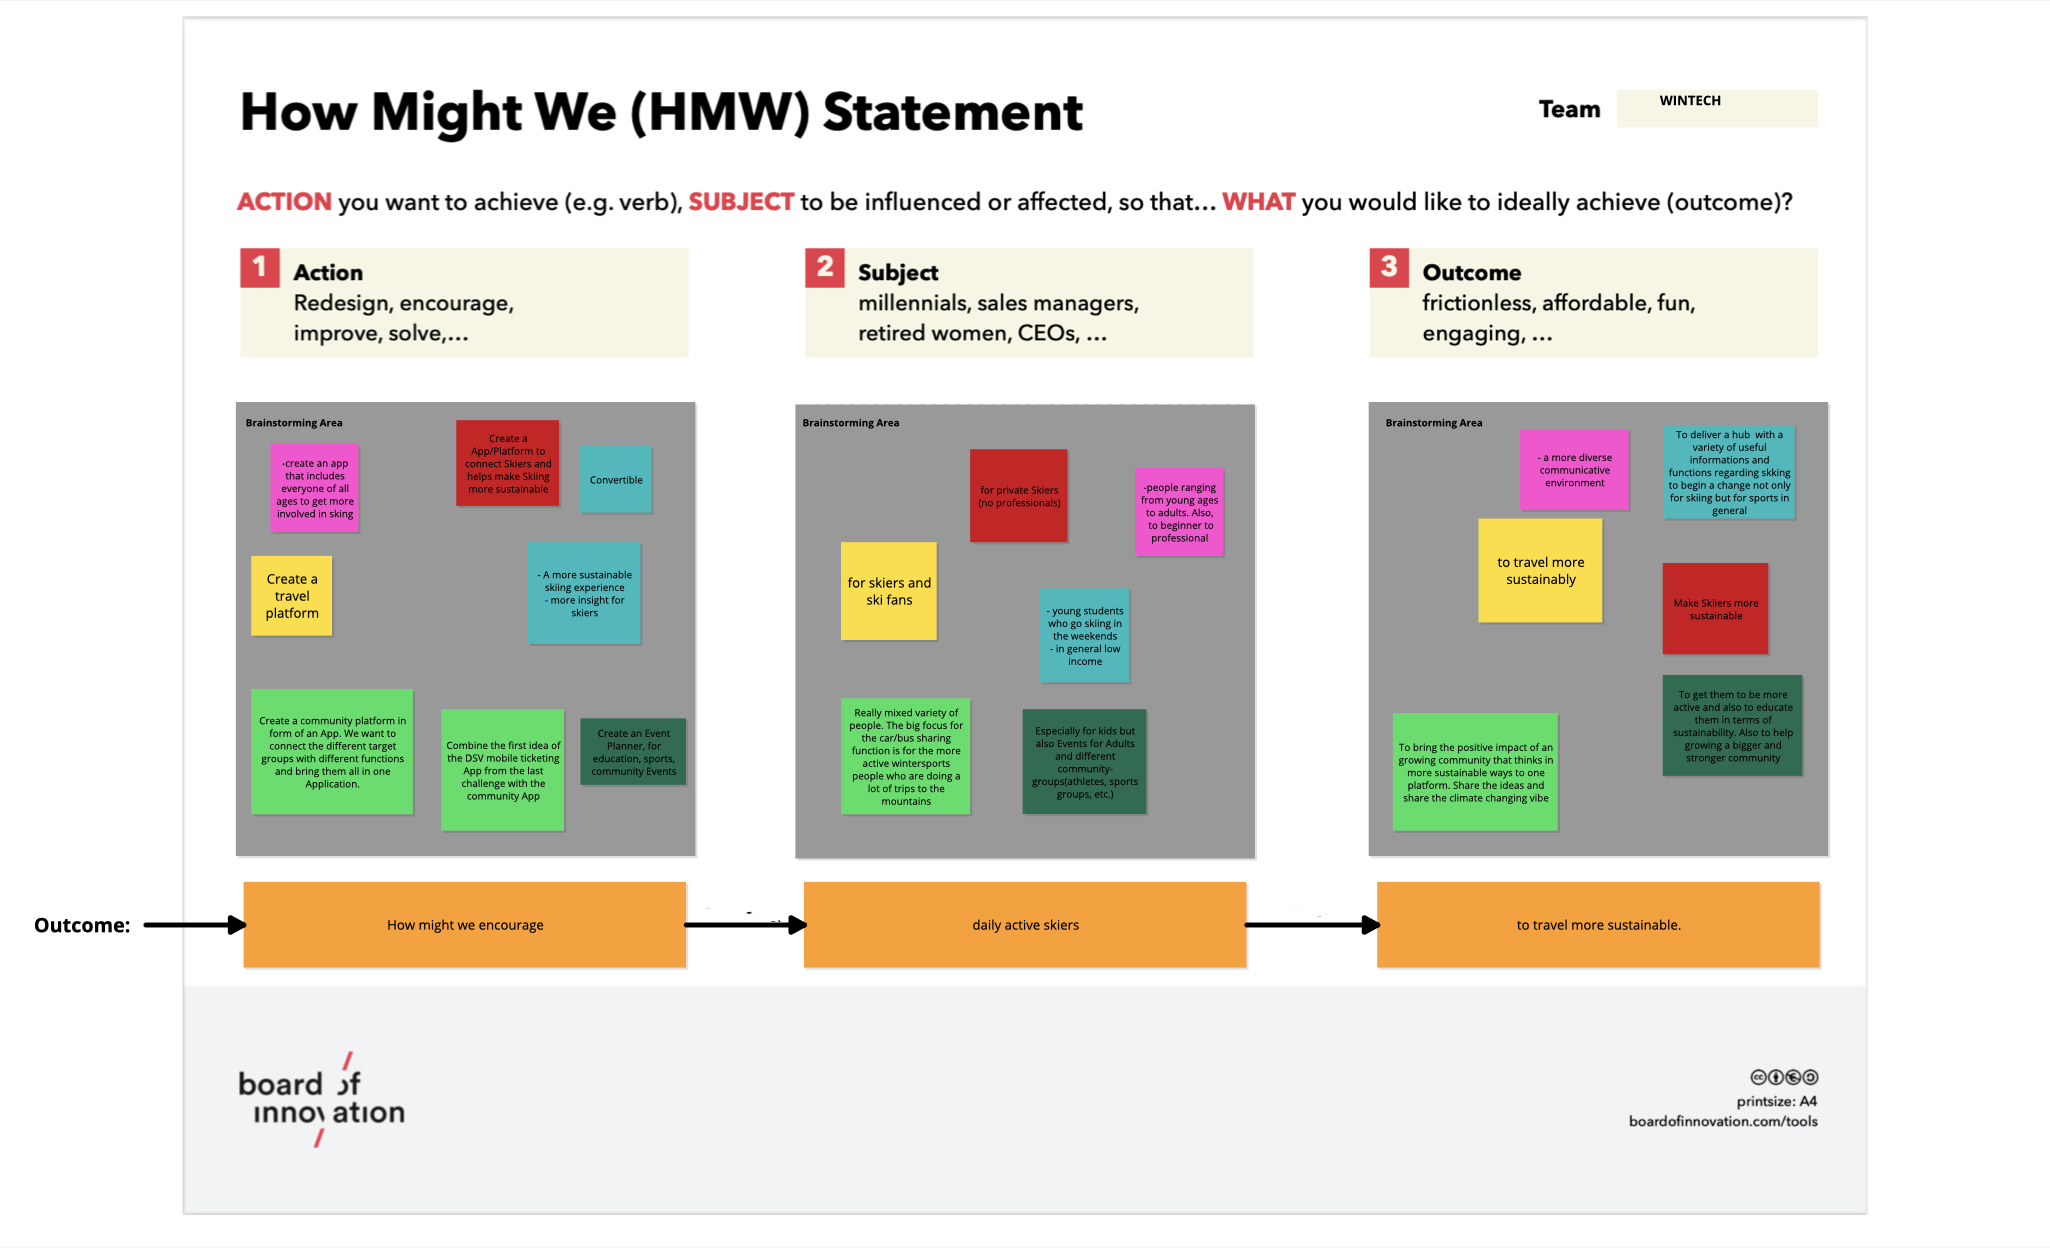 How Might We (HMW) Statement
Team
WINTECH
ACTION you want to achieve (e.g. verb), SUBJECT to be influenced or affected, so that... WHAT you would like to ideally achieve (outcome)?
1
Action
Redesign, encourage,
improve, solve,...
2
Subject
millennials, sales managers,
retired women, CEOs, ...
3
Outcome
frictionless, affordable, fun,
engaging, ...
Brainstorming Area
-create an app
that includes
everyone of all
ages to get more
involved in sking
Create a
App/Platform to
connect Skiers and
helps make Skiing
more sustainable
Convertible
Create a
travel
platform
- A more sustainable
skiing experience
- more insight for
skiers
Create a community platform in
form of an App. We want to
connect the different target
groups with different functions
and bring them all in one
Application.
Combine the first idea of
the DSV mobile ticketing
App from the last
challenge with the
community App
Create an Event
Planner, for
education, sports,
community Events
Brainstorming Area
for private Skiers
(no professionals)
-people ranging
from young ages
to adults. Also,
to beginner to
professional
for skiers and
ski fans
- young students
who go skiing in
the weekends
- in general low
income
Really mixed variety of
people. The big focus for
the car/bus sharing
function is for the more
active wintersports
people who are doing a
lot of trips to the
mountains
Especially for kids but
also Events for Adults
and different
community-
groups(athletes, sports
groups, etc.)
Brainstorming Area
- a more diverse
communicative
environment
To deliver a hub with a
variety of useful
informations and
functions regarding skking
to begin a change not only
for skiing but for sports in
general
to travel more
sustainably
Make Skiiers more
sustainable
To get them to be more
active and also to educate
them in terms of
sustainability. Also to help
growing a bigger and
stronger community
To bring the positive impact of an
growing community that thinks in
more sustainable ways to one
platform. Share the ideas and
share the climate changing vibe
Outcome:
How might we encourage
daily active skiers
to travel more sustainable.
board of
innovation
printsize: A4
boardofinnovation.com/tools